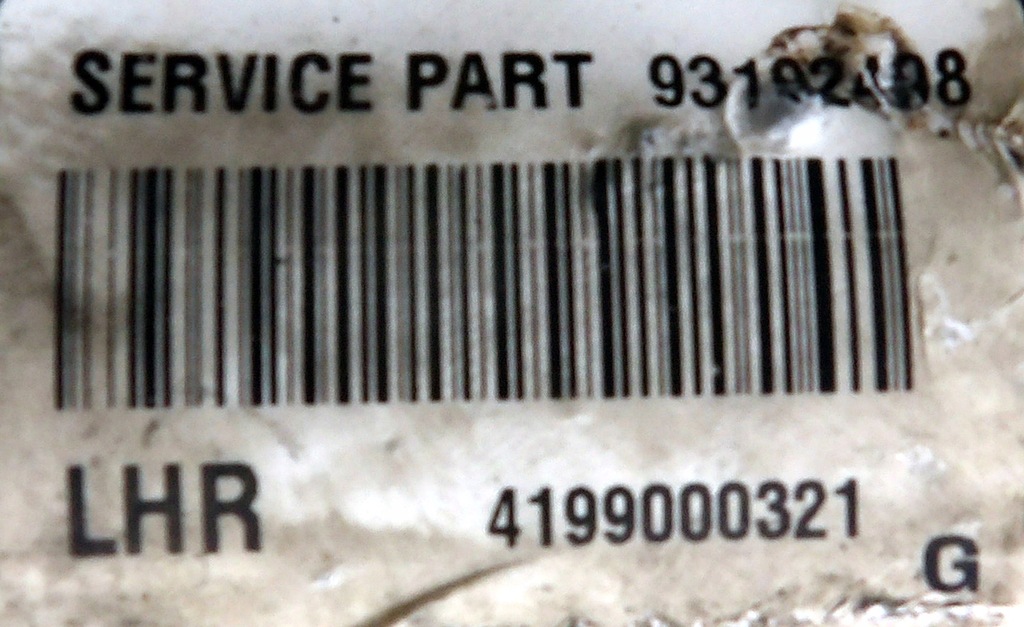 SERVICE PART
LHR 4199000321
G